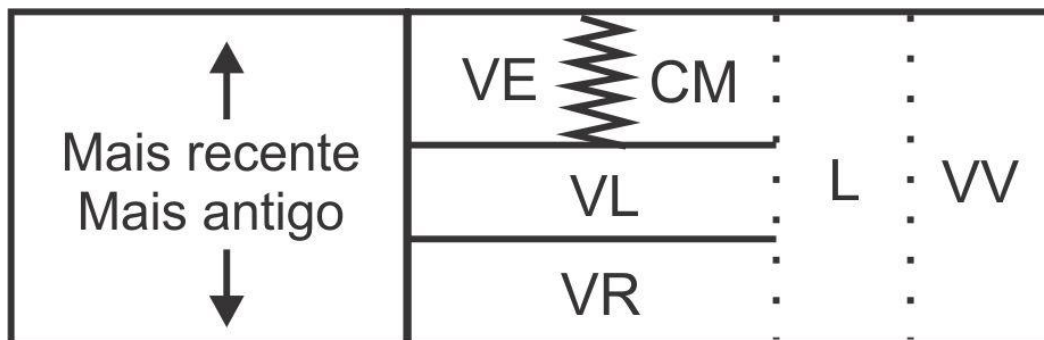 VE CM
Mais recente
Mais antigo
VL
L
VV
VR